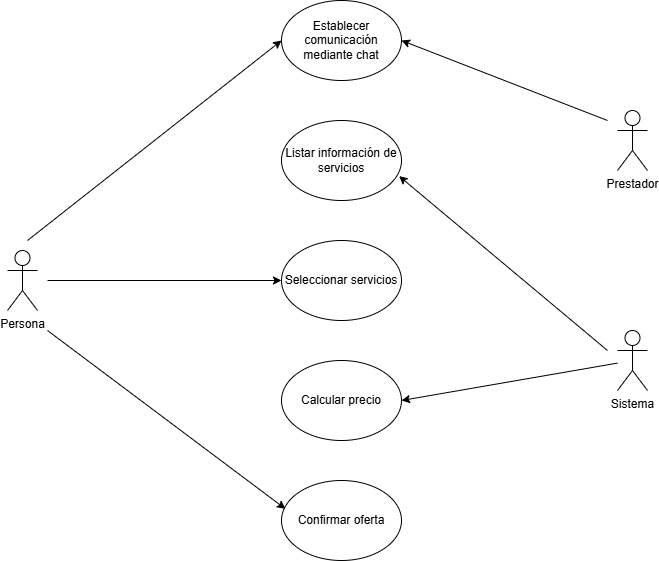 Establecer
comunicación
mediante chat
Listar información de
servicios
Prestador
Seleccionar servicios
Persona
Calcular precio
Sistema
Confirmar oferta